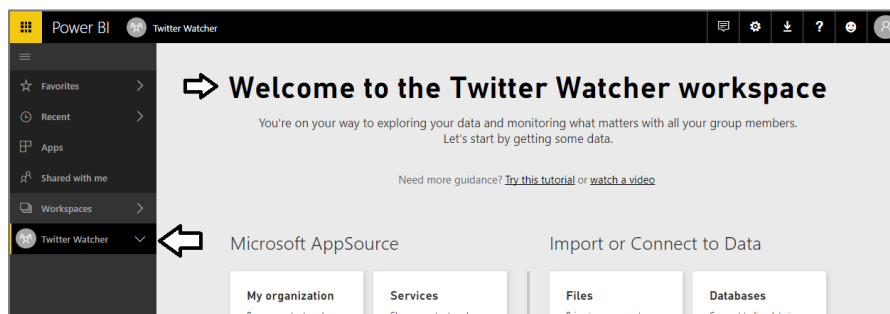 Power BI
Twitter Watcher
?
Favorites
Recent
Apps
Shared with me
Workspaces
Twitter Watcher
Welcome to the Twitter Watcher workspace
You're on your way to exploring your data and monitoring what matters with all your group members.
Let's start by getting some data.
Need more guidance? Try this tutorial or watch a video
Microsoft AppSource
Import or Connect to Data
My organization
Services
Files
Databases